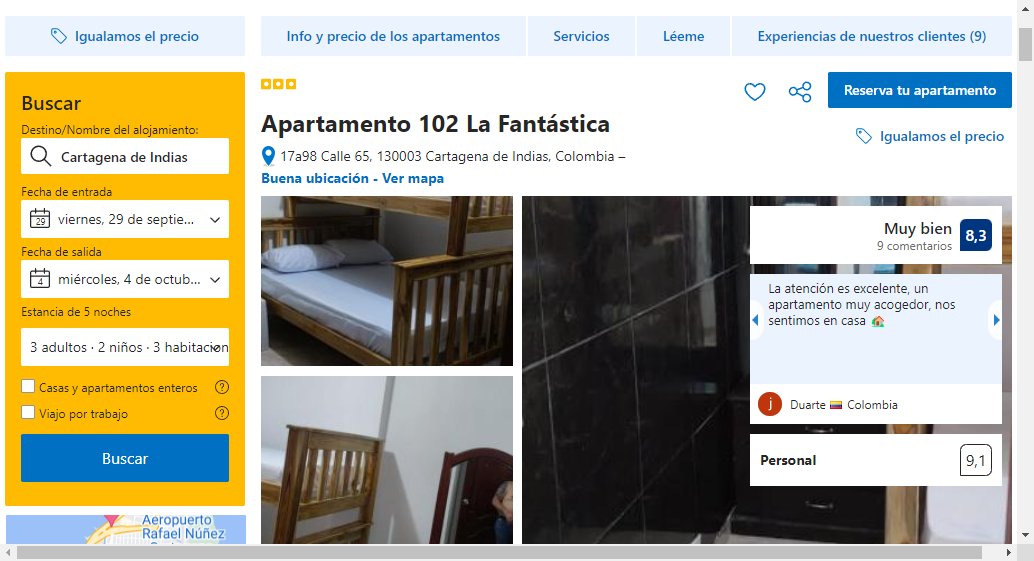 Igualamos el precio
Info y precio de los apartamentos
Servicios
Léeme
Experiencias de nuestros clientes (9)
Buscar
Destino/Nombre del alojamiento:
Cartagena de Indias
Fecha de entrada
29
viernes, 29 de septie...
Fecha de salida
4
miércoles, 4 de octub...
Estancia de 5 noches
3 adultos · 2 niños · 3 habitacion
Casas y apartamentos enteros
Viajo por trabajo
Buscar
Aeropuerto
Rafael Núñez
Reserva tu apartamento
Apartamento 102 La Fantástica
Igualamos el precio
17a98 Calle 65, 130003 Cartagena de Indias, Colombia –
Buena ubicación - Ver mapa
Muy bien
9 comentarios
8,3
La atención es excelente, un
apartamento muy acogedor, nos
sentimos en casa 🏠
j
Duarte 🇨🇴 Colombia
Personal
9,1